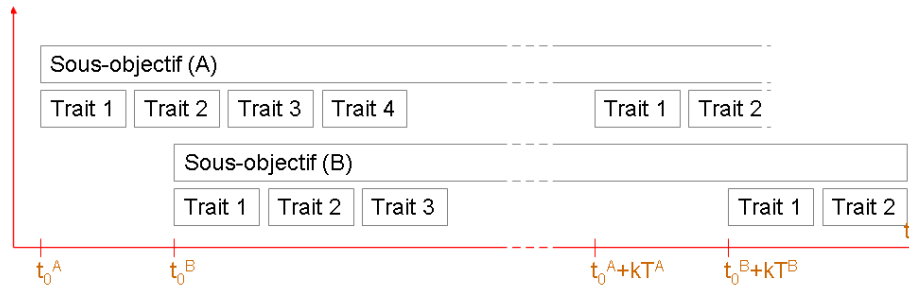 Sous-objectif (A)
Trait 1 Trait 2 Trait 3 Trait 4 Trait 1 Trait 2
Sous-objectif (B)
Trait 1 Trait 2 Trait 3 Trait 1 Trait 2
t
t₀ᴬ t₀ᴮ t₀ᴬ+kTᴬ t₀ᴮ+kTᴮ